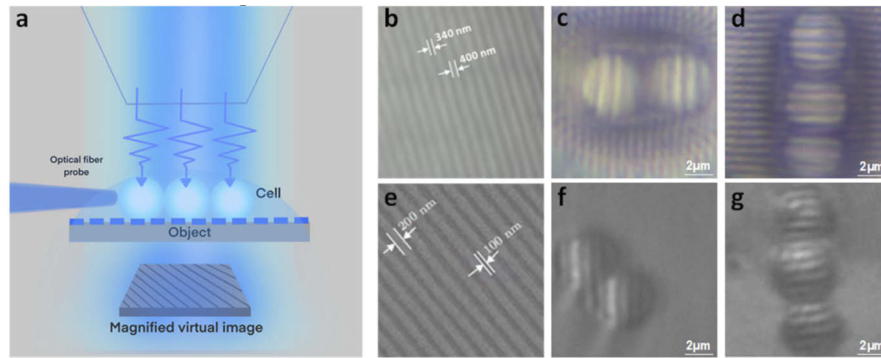 a
Optical fiber
probe
Cell
Object
Magnified virtual image
b
340 nm
400 nm
c
2μm
d
2μm
e
200 nm
100 nm
f
2μm
g
2μm